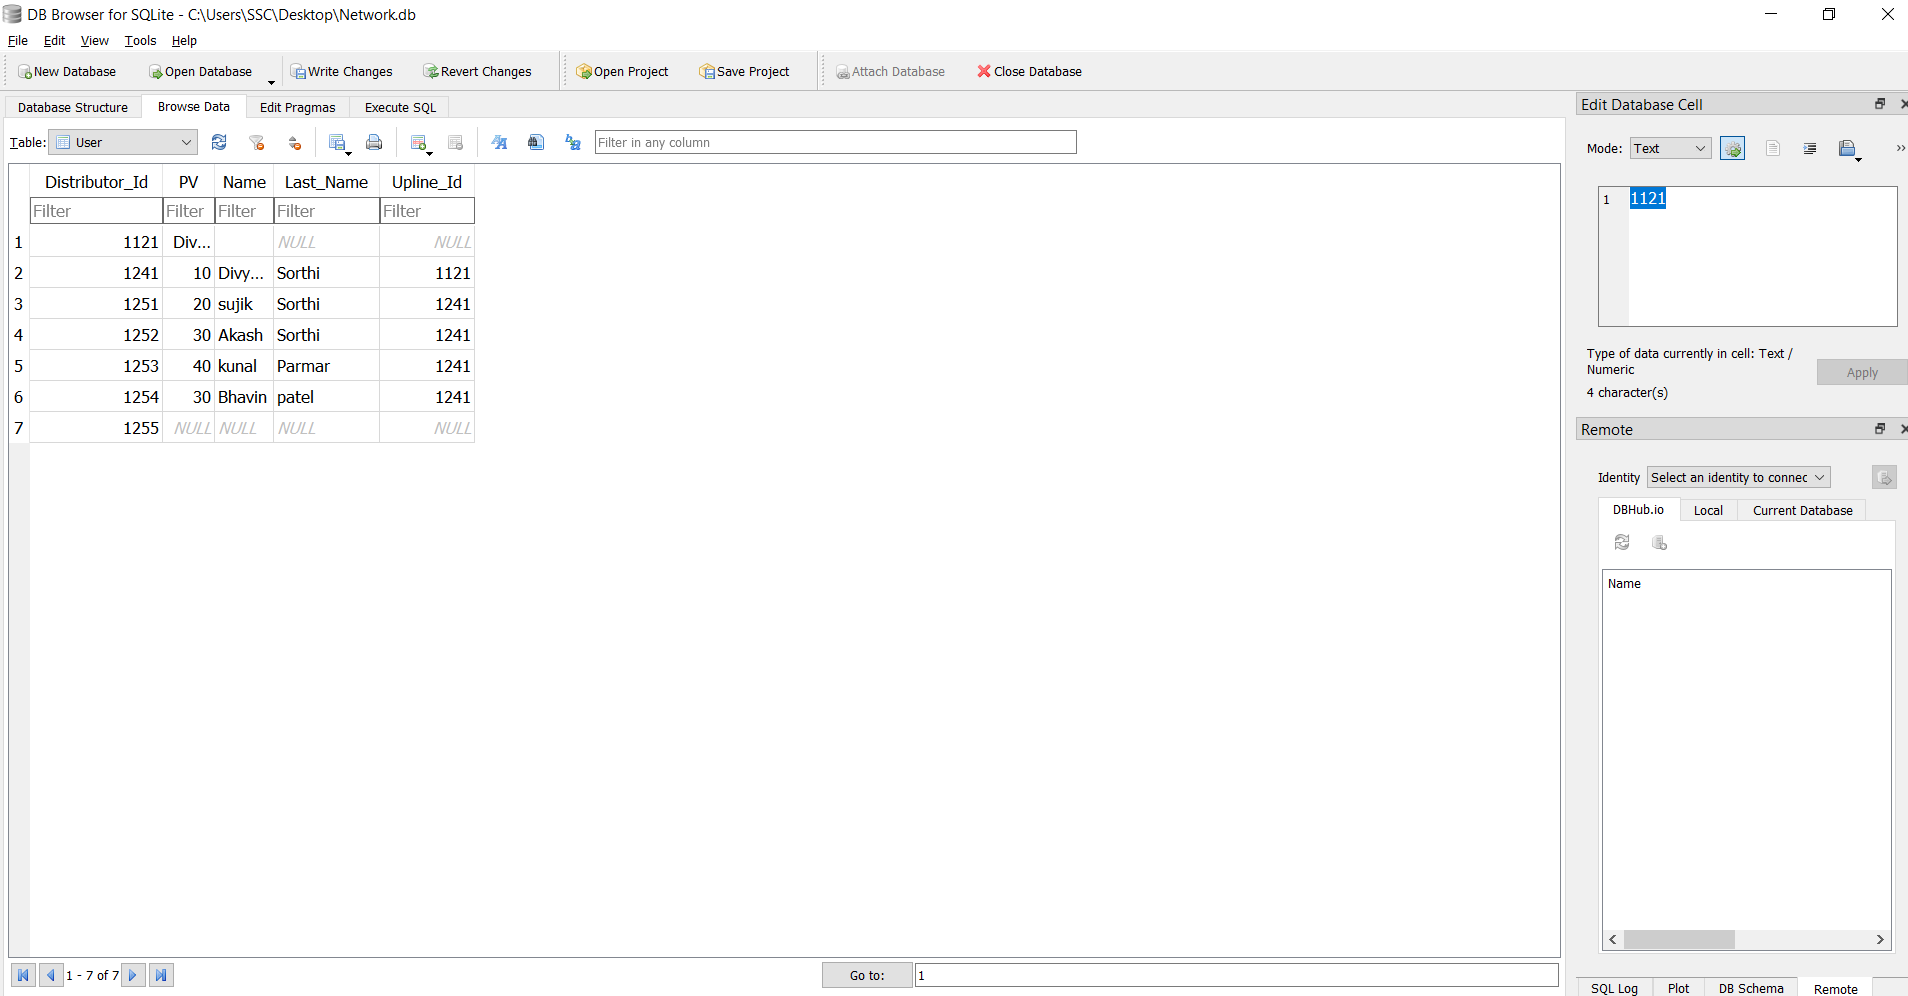 DB Browser for SQLite - C:\Users\SSC\Desktop\Network.db
File Edit View Tools Help
New Database Open Database Write Changes Revert Changes Open Project Save Project Attach Database Close Database
Database Structure Browse Data Edit Pragmas Execute SQL
Table: User Filter in any column
Distributor_Id PV Name Last_Name Upline_Id
Filter Filter Filter Filter Filter
1 1121 Div... NULL NULL
2 1241 10 Divy... Sorthi 1121
3 1251 20 sujik Sorthi 1241
4 1252 30 Akash Sorthi 1241
5 1253 40 kunal Parmar 1241
6 1254 30 Bhavin patel 1241
7 1255 NULL NULL NULL NULL
1 - 7 of 7 Go to: 1
Edit Database Cell
Mode: Text
1 1121
Type of data currently in cell: Text /
Numeric
4 character(s)
Apply
Remote
Identity Select an identity to connec
DBHub.io Local Current Database
Name
SQL Log Plot DB Schema Remote